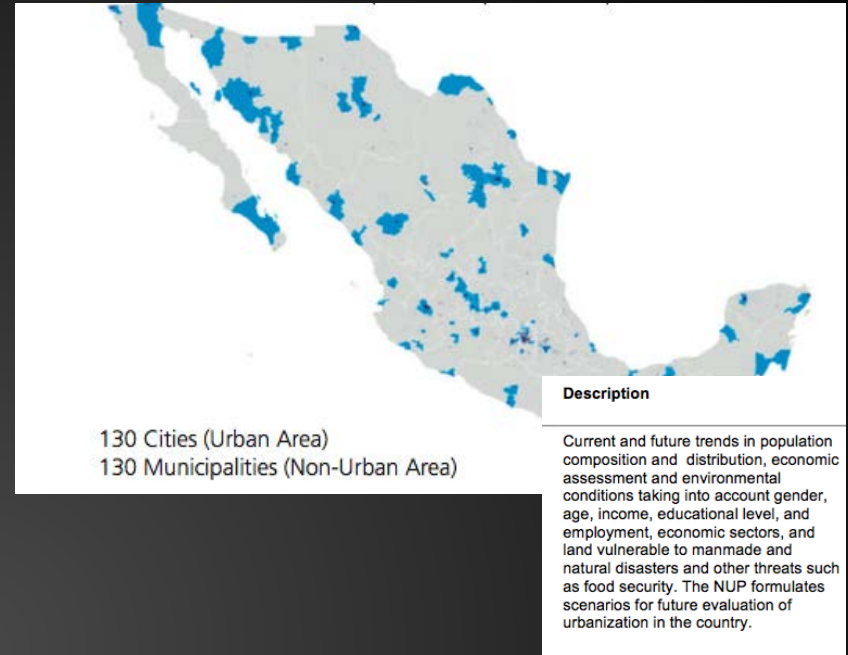 130 Cities (Urban Area)
130 Municipalities (Non-Urban Area)
Description
Current and future trends in population
composition and distribution, economic
assessment and environmental
conditions taking into account gender,
age, income, educational level, and
employment, economic sectors, and
land vulnerable to manmade and
natural disasters and other threats such
as food security. The NUP formulates
scenarios for future evaluation of
urbanization in the country.